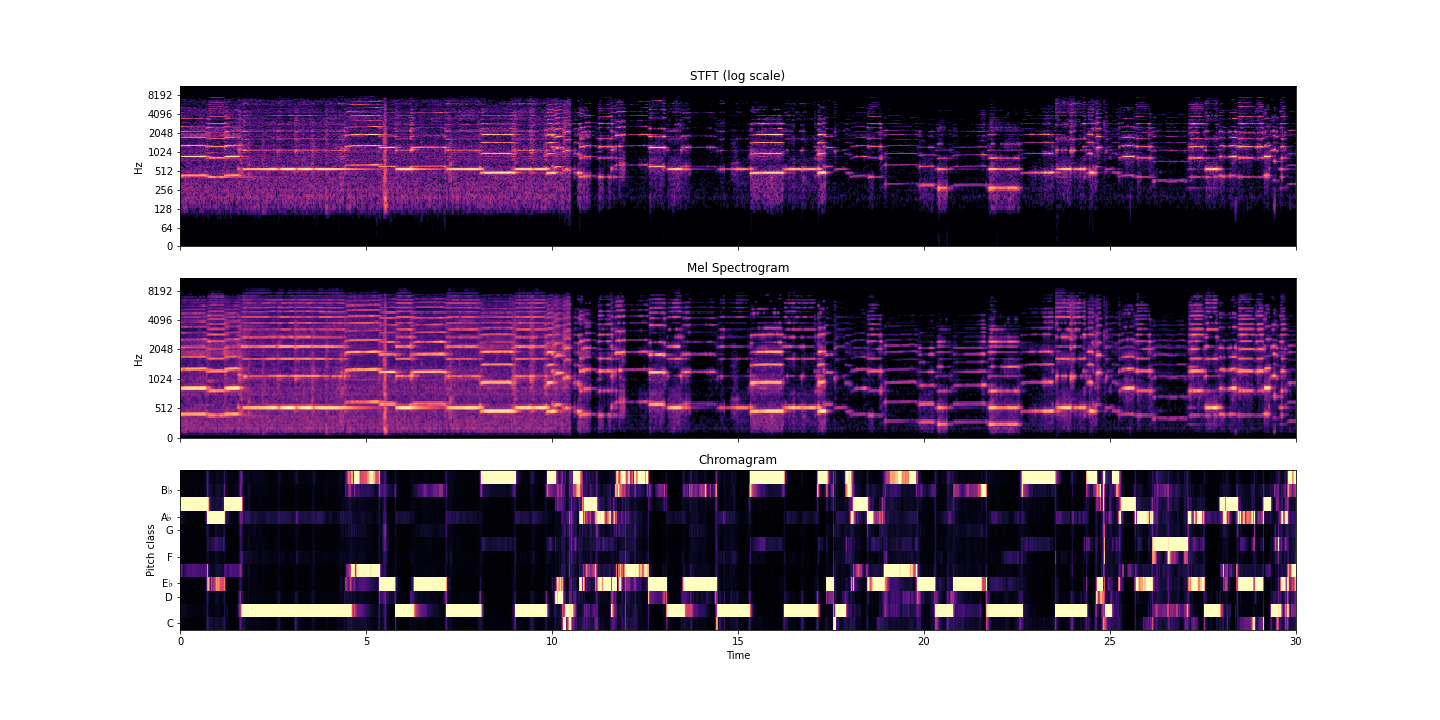 STFT (log scale)
8192
4096
2048
1024
512
256
128
64
0
Hz
Mel Spectrogram
8192
4096
2048
1024
512
0
Hz
Chromagram
B♭
A♭
G
F
E♭
D
C
Pitch class
0 5 10 15 20 25 30
Time